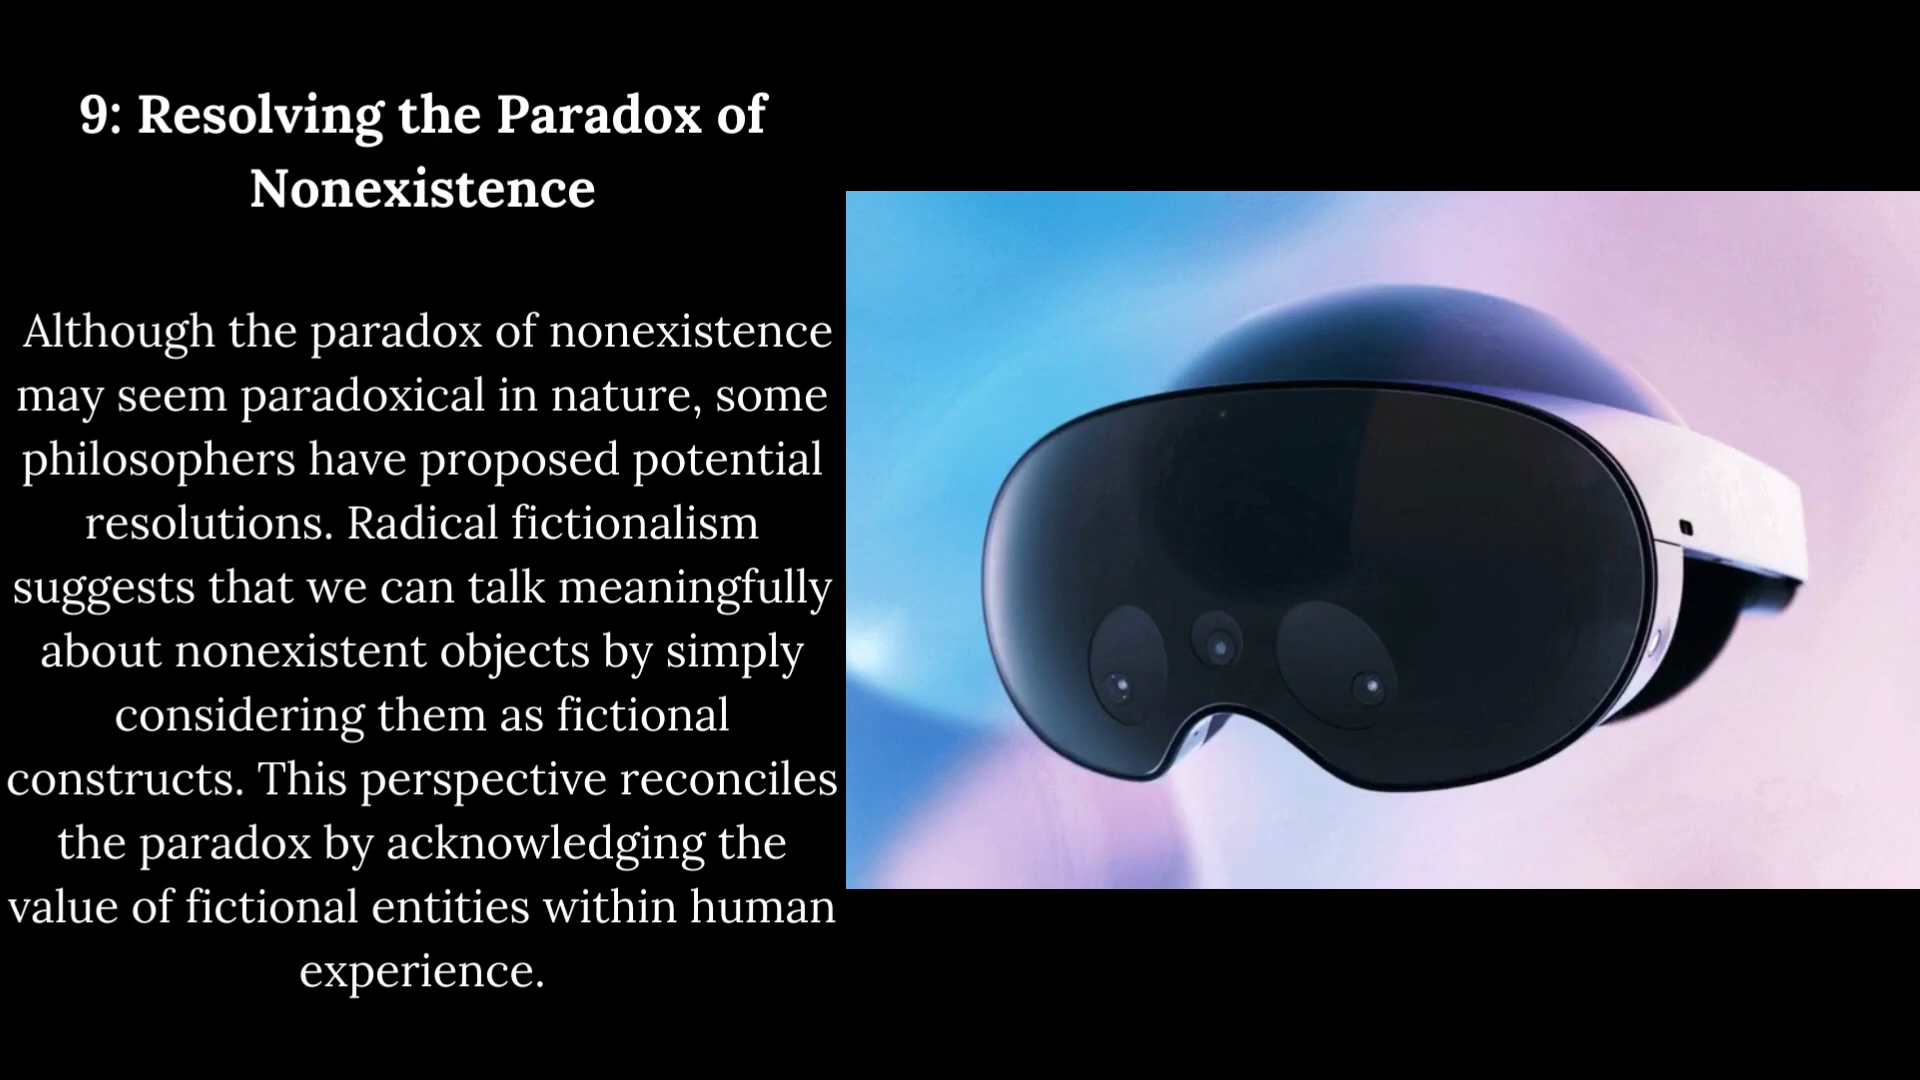 9: Resolving the Paradox of
Nonexistence
Although the paradox of nonexistence
may seem paradoxical in nature, some
philosophers have proposed potential
resolutions. Radical fictionalism
suggests that we can talk meaningfully
about nonexistent objects by simply
considering them as fictional
constructs. This perspective reconciles
the paradox by acknowledging the
value of fictional entities within human
experience.